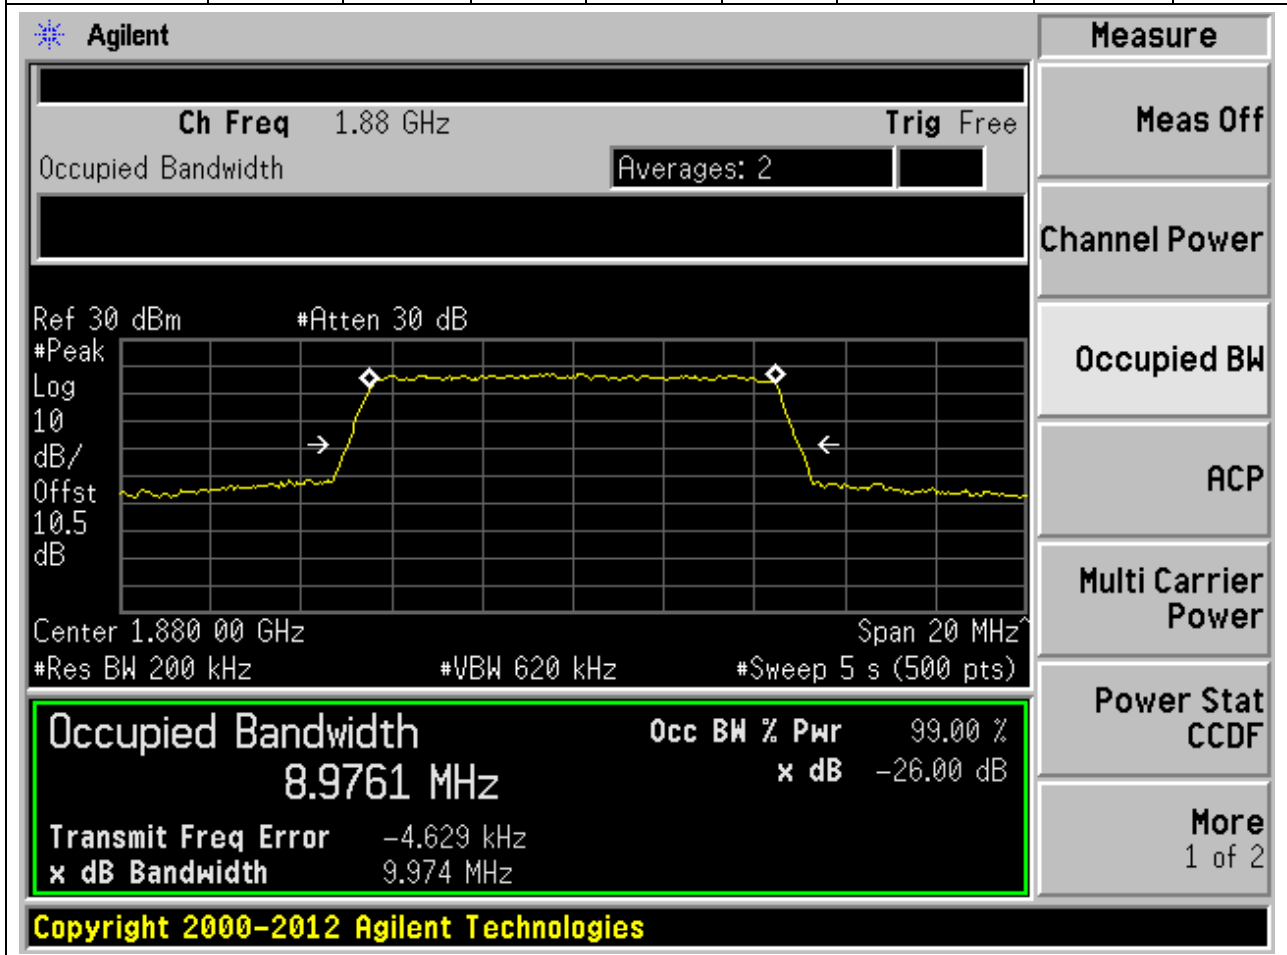 Agilent
Measure
Ch Freq 1.88 GHz Trig Free
Occupied Bandwidth Averages: 2
Meas Off
Channel Power
Occupied BW
ACP
Multi Carrier
Power
Power Stat
CCDF
More
1 of 2
Ref 30 dBm #Atten 30 dB
#Peak
Log
10
dB/
Offst
10.5
dB
Center 1.880 00 GHz Span 20 MHz^
#Res BW 200 kHz #VBW 620 kHz #Sweep 5 s (500 pts)
Occupied Bandwidth Occ BW % Pwr 99.00 %
8.9761 MHz x dB -26.00 dB
Transmit Freq Error -4.629 kHz
x dB Bandwidth 9.974 MHz
Copyright 2000-2012 Agilent Technologies